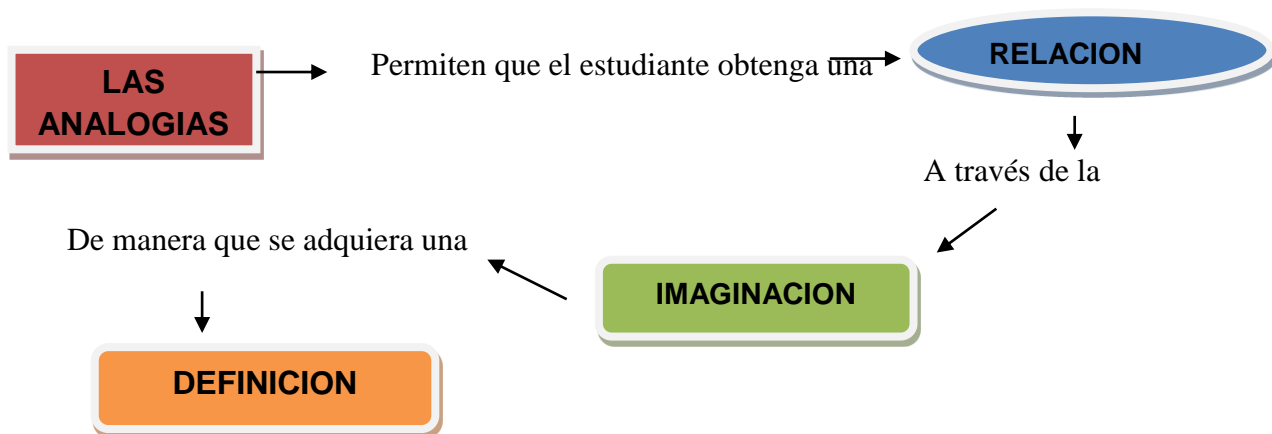 LAS
ANALOGIAS
Permiten que el estudiante obtenga una
RELACION
A través de la
IMAGINACION
De manera que se adquiera una
DEFINICION